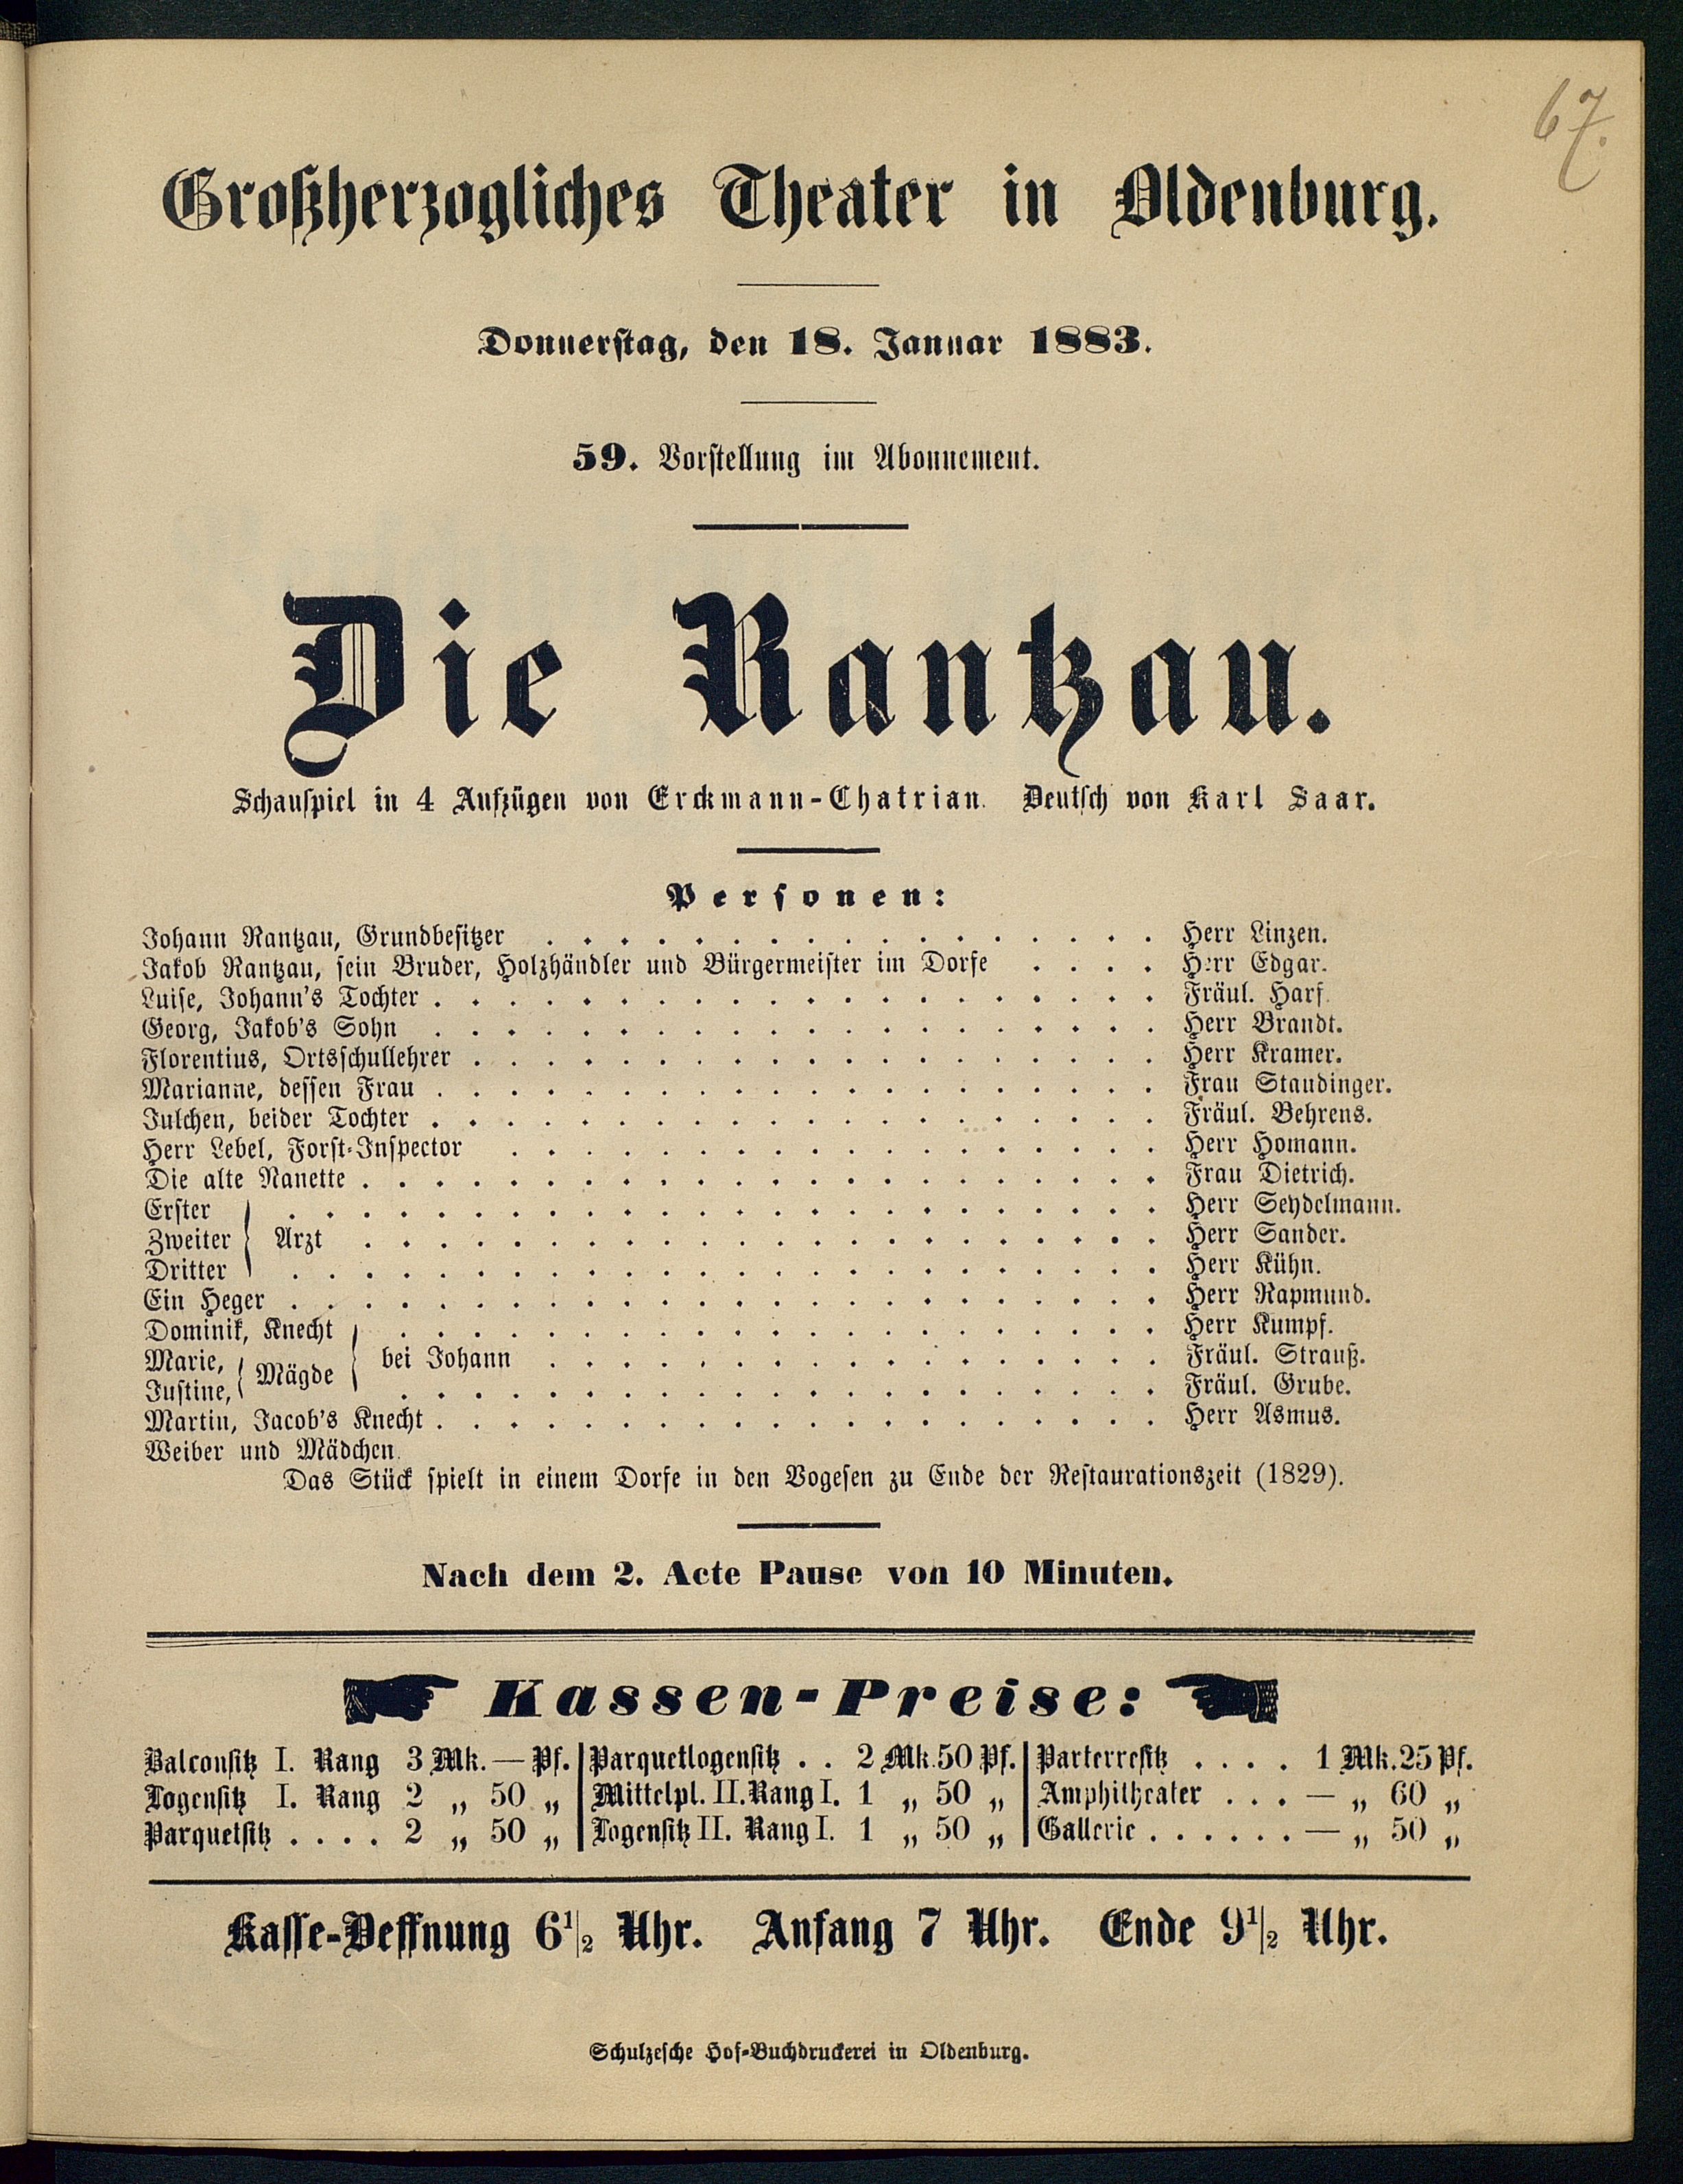 67.
Großherzogliches Theater in Oldenburg.
Donnerstag, den 18. Januar 1883.
59. Vorstellung im Abonnement.
Die Rantzau.
Schauspiel in 4 Aufzügen von Erckmann-Chatrian. Deutsch von Karl Saar.
Personen:
Johann Rantzau, Grundbesitzer . . . . . . . . . . . . . . . . . Herr Linzen.
Jakob Rantzau, sein Bruder, Holzhändler und Bürgermeister im Dorfe . . . . Herr Edgar.
Luise, Johann's Tochter . . . . . . . . . . . . . . . . . . . . Fräul. Harf.
Georg, Jakob's Sohn . . . . . . . . . . . . . . . . . . . . Herr Brandt.
Florentius, Ortsschullehrer . . . . . . . . . . . . . . . . . . . Herr Kramer.
Marianne, dessen Frau . . . . . . . . . . . . . . . . . . . . Frau Staudinger.
Julchen, beider Tochter . . . . . . . . . . . . . . . . . . . . Fräul. Behrens.
Herr Lebel, Forst-Inspector . . . . . . . . . . . . . . . . . . Herr Homann.
Die alte Nanette . . . . . . . . . . . . . . . . . . . . . . Frau Dietrich.
Erster . . . . . . . . . . . . . . . . . . . . . . . . Herr Seydelmann.
Zweiter } Arzt . . . . . . . . . . . . . . . . . . . . . . Herr Sander.
Dritter . . . . . . . . . . . . . . . . . . . . . . . . Herr Kühn.
Ein Heger . . . . . . . . . . . . . . . . . . . . . . . . Herr Rapmund.
Dominik, Knecht . . . . . . . . . . . . . . . . . . . . . Herr Kumpf.
Marie, } Mägde } bei Johann . . . . . . . . . . . . . . . . . Fräul. Strauß.
Justine, . . . . . . . . . . . . . . . . . . . . . Fräul. Grube.
Martin, Jacob's Knecht . . . . . . . . . . . . . . . . . . . . Herr Asmus.
Weiber und Mädchen.
Das Stück spielt in einem Dorfe in den Vogesen zu Ende der Restaurationszeit (1829).
Nach dem 2. Acte Pause von 10 Minuten.
Kassen-Preise:
Balconsitz I. Rang 3 Mk. — Pf. | Parquetlogensitz . . 2 Mk. 50 Pf. | Parterresitz . . . . 1 Mk. 25 Pf.
Logensitz I. Rang 2 „ 50 „ | Mittelpl. II. Rang I. 1 „ 50 „ | Amphitheater . . . — „ 60 „
Parquetsitz . . . . 2 „ 50 „ | Logensitz II. Rang I. 1 „ 50 „ | Gallerie . . . . . . — „ 50 „
Kasse-Oeffnung 6 1/2 Uhr. Anfang 7 Uhr. Ende 9 1/2 Uhr.
Schulzesche Hof-Buchdruckerei in Oldenburg.